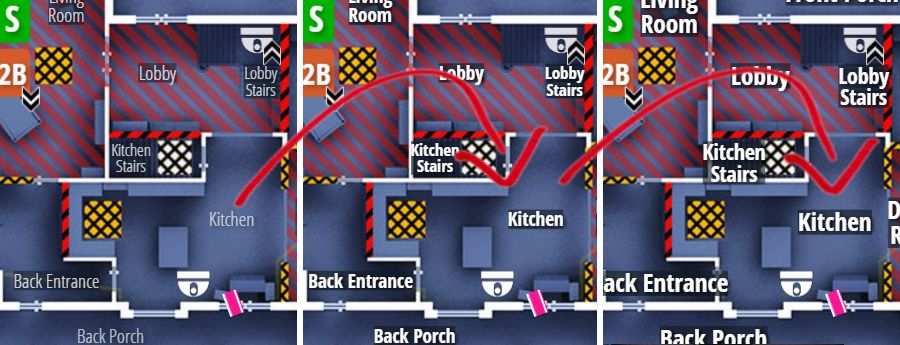 Living
Room
S
2B
Lobby
Lobby
Stairs
Kitchen
Stairs
Kitchen
Back Entrance
Back Porch
Living
Room
S
2B
Lobby
Lobby
Stairs
Kitchen
Stairs
Kitchen
Back Entrance
Back Porch
Living
Room
S
Front Porch
2B
Lobby
Lobby
Stairs
Kitchen
Stairs
Kitchen
D
R
ack Entrance
Back Porch